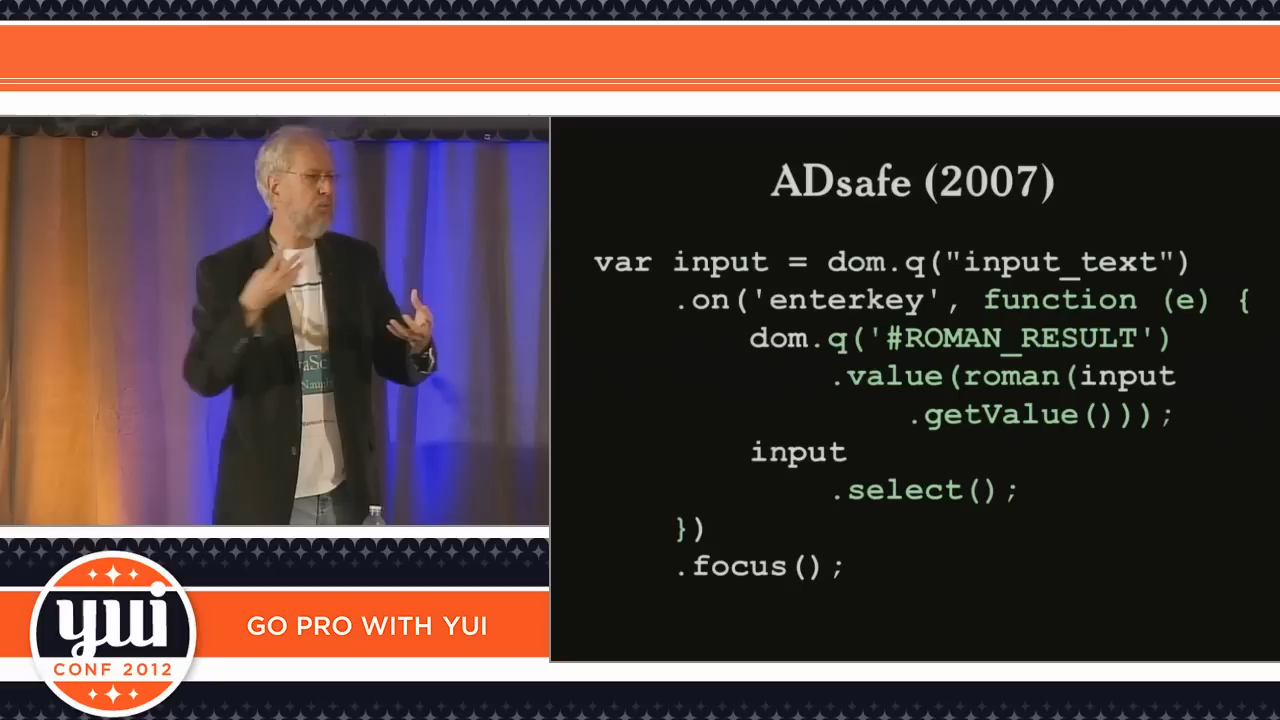 ADsafe (2007)
var input = dom.q("input_text")
    .on('enterkey', function (e) {
        dom.q('#ROMAN_RESULT')
            .value(roman(input
                .getValue()));
        input
            .select();
    })
    .focus();
yui
CONF 2012
GO PRO WITH YUI